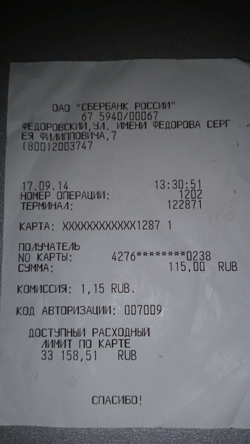 ОАО "СБЕРБАНК РОССИИ"
67 5940/00067
ФЕДОРОВСКИЙ,УЛ. ИМЕНИ ФЕДОРОВА СЕРГ
ЕЯ ФИЛИППОВИЧА,7
(800)2003747
17.09.14 13:30:51
НОМЕР ОПЕРАЦИИ: 1202
ТЕРМИНАЛ: 122871
КАРТА: XXXXXXXXXXXX1287 1
ПОЛУЧАТЕЛЬ
NO КАРТЫ: 4276********0238
СУММА: 115,00 RUB
КОМИССИЯ: 1,15 RUB.
КОД АВТОРИЗАЦИИ: 007009
ДОСТУПНЫЙ РАСХОДНЫЙ
ЛИМИТ ПО КАРТЕ
33 158,51 RUB
СПАСИБО!